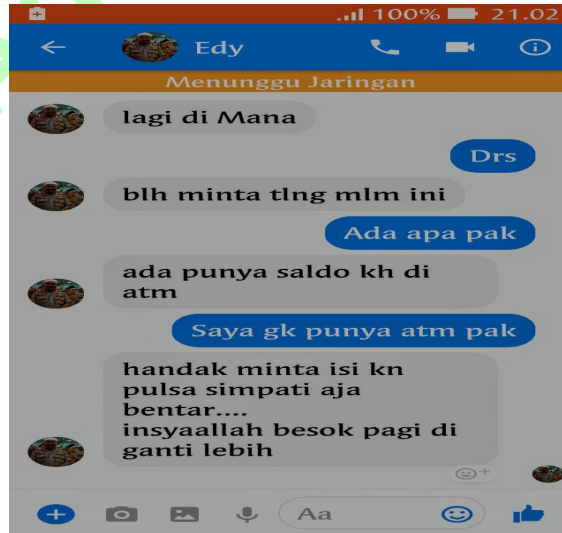 100% 21.02
Edy
Menunggu Jaringan
lagi di Mana
Drs
blh minta tlng mlm ini
Ada apa pak
ada punya saldo kh di
atm
Saya gk punya atm pak
handak minta isi kn
pulsa simpati aja
bentar....
insyaallah besok pagi di
ganti lebih
Aa